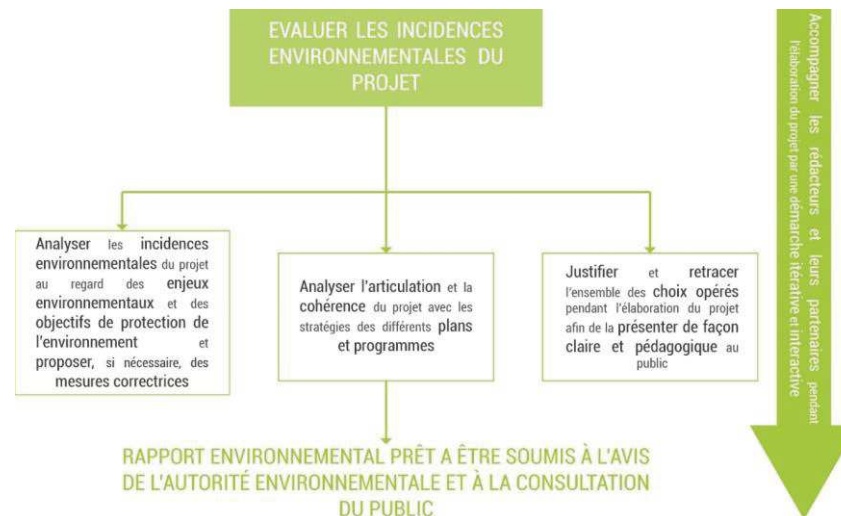 EVALUER LES INCIDENCES
ENVIRONNEMENTALES DU
PROJET
Analyser les incidences
environnementales du projet
au regard des enjeux
environnementaux et des
objectifs de protection de
l'environnement et
proposer, si nécessaire, des
mesures correctrices
Analyser l'articulation et la
cohérence du projet avec les
stratégies des différents plans
et programmes
Justifier et retracer
l'ensemble des choix opérés
pendant l'élaboration du projet
afin de la présenter de façon
claire et pédagogique au
public
RAPPORT ENVIRONNEMENTAL PRÊT A ÊTRE SOUMIS À L'AVIS
DE L'AUTORITÉ ENVIRONNEMENTALE ET À LA CONSULTATION
DU PUBLIC
Accompagner les rédacteurs et leurs partenaires pendant
l'élaboration du projet par une démarche itérative et interactive